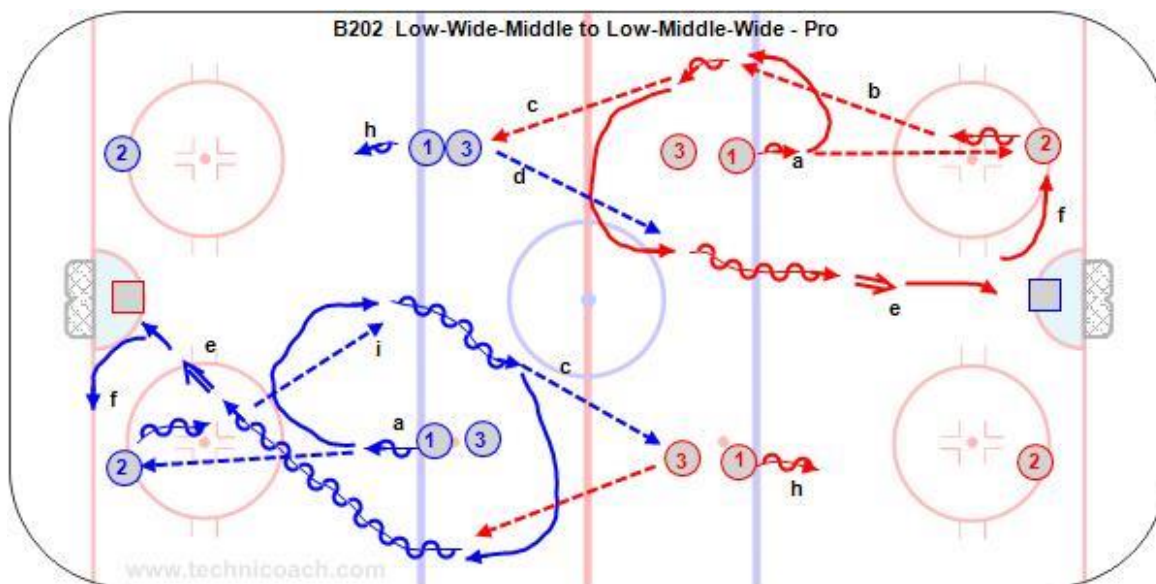 B202 Low-Wide-Middle to Low-Middle-Wide - Pro
c
b
h
2
1
3
3
1
a
2
d
f
e
e
i
c
f
a
1
3
2
3
1
2
h
www.technicoach.com